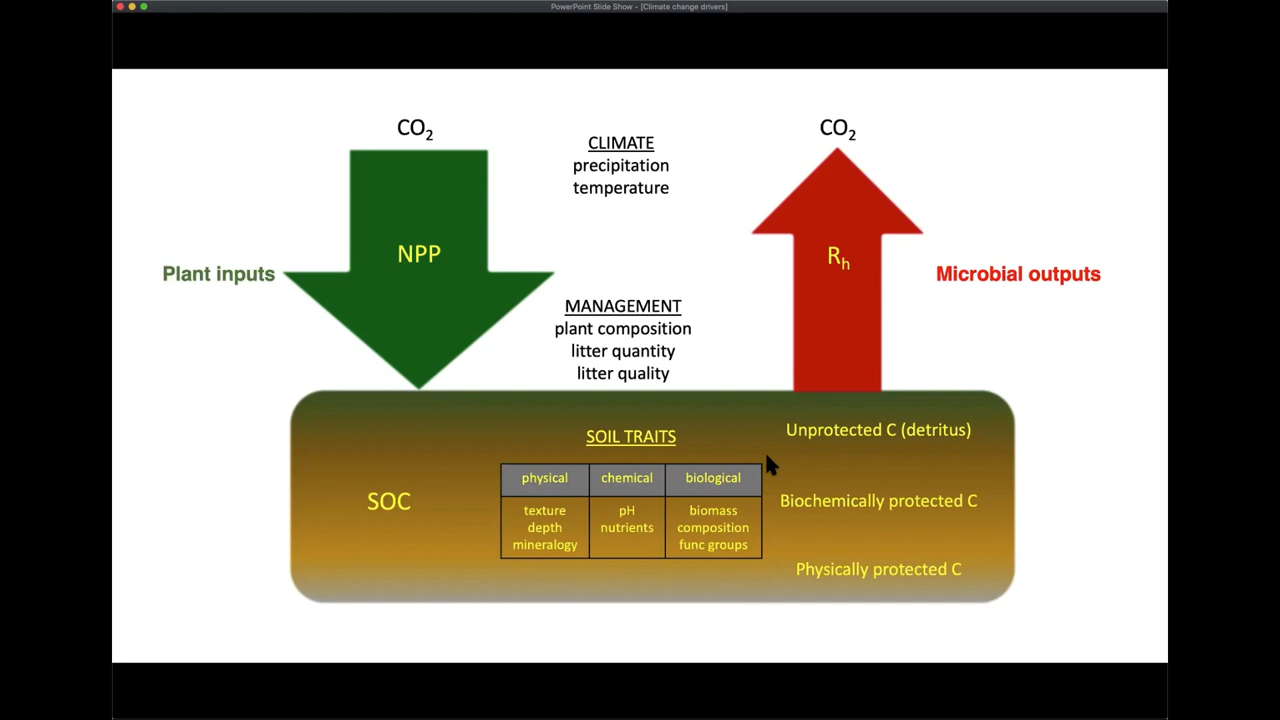 PowerPoint Slide Show - [Climate change drivers]
CO₂
NPP
Plant inputs
CLIMATE
precipitation
temperature
MANAGEMENT
plant composition
litter quantity
litter quality
CO₂
Rₕ
Microbial outputs
SOC
SOIL TRAITS
physical
chemical
biological
texture
depth
mineralogy
pH
nutrients
biomass
composition
func groups
Unprotected C (detritus)
Biochemically protected C
Physically protected C